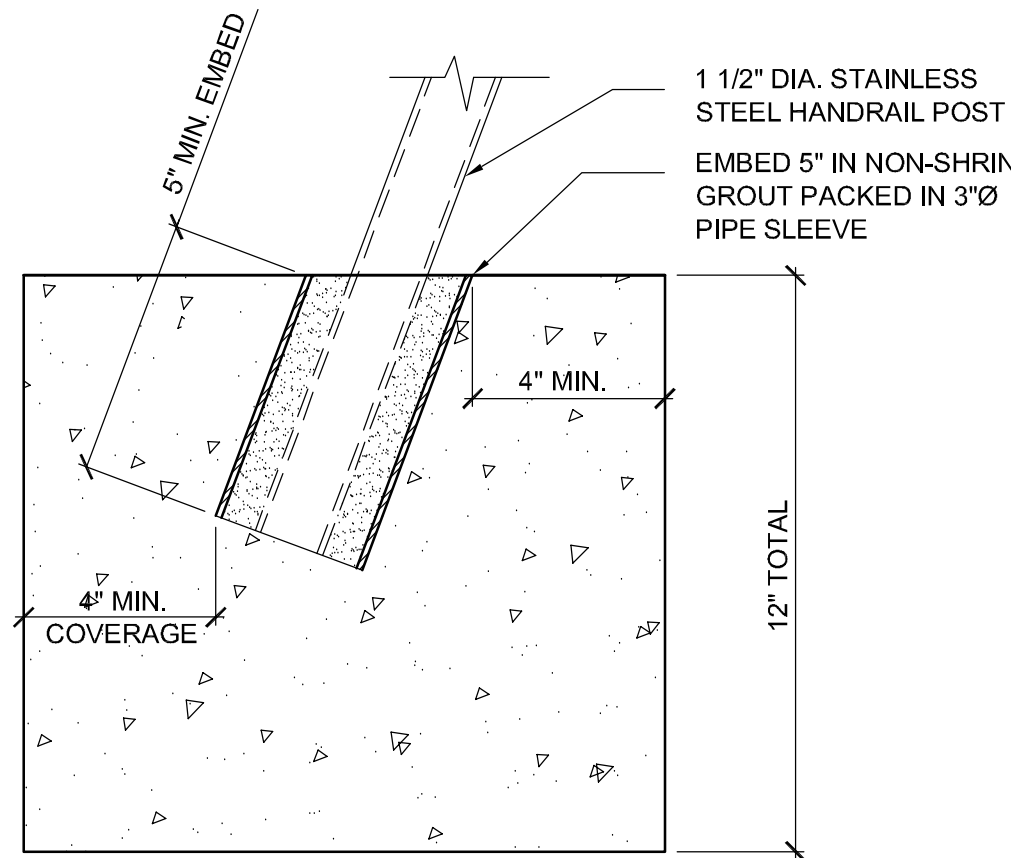 5" MIN. EMBED
1 1/2" DIA. STAINLESS
STEEL HANDRAIL POST
EMBED 5" IN NON-SHRIN
GROUT PACKED IN 3"Ø
PIPE SLEEVE
4" MIN.
12" TOTAL
4" MIN.
COVERAGE